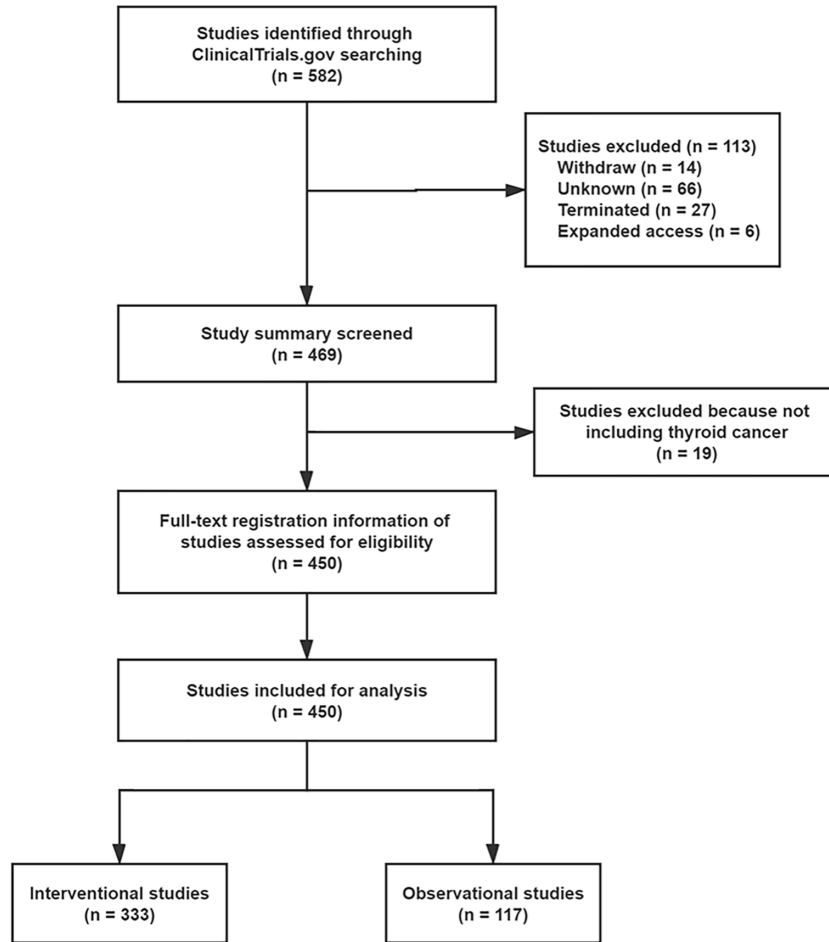 Studies identified through
ClinicalTrials.gov searching
(n = 582)
Studies excluded (n = 113)
Withdraw (n = 14)
Unknown (n = 66)
Terminated (n = 27)
Expanded access (n = 6)
Study summary screened
(n = 469)
Studies excluded because not
including thyroid cancer
(n = 19)
Full-text registration information of
studies assessed for eligibility
(n = 450)
Studies included for analysis
(n = 450)
Interventional studies
(n = 333)
Observational studies
(n = 117)